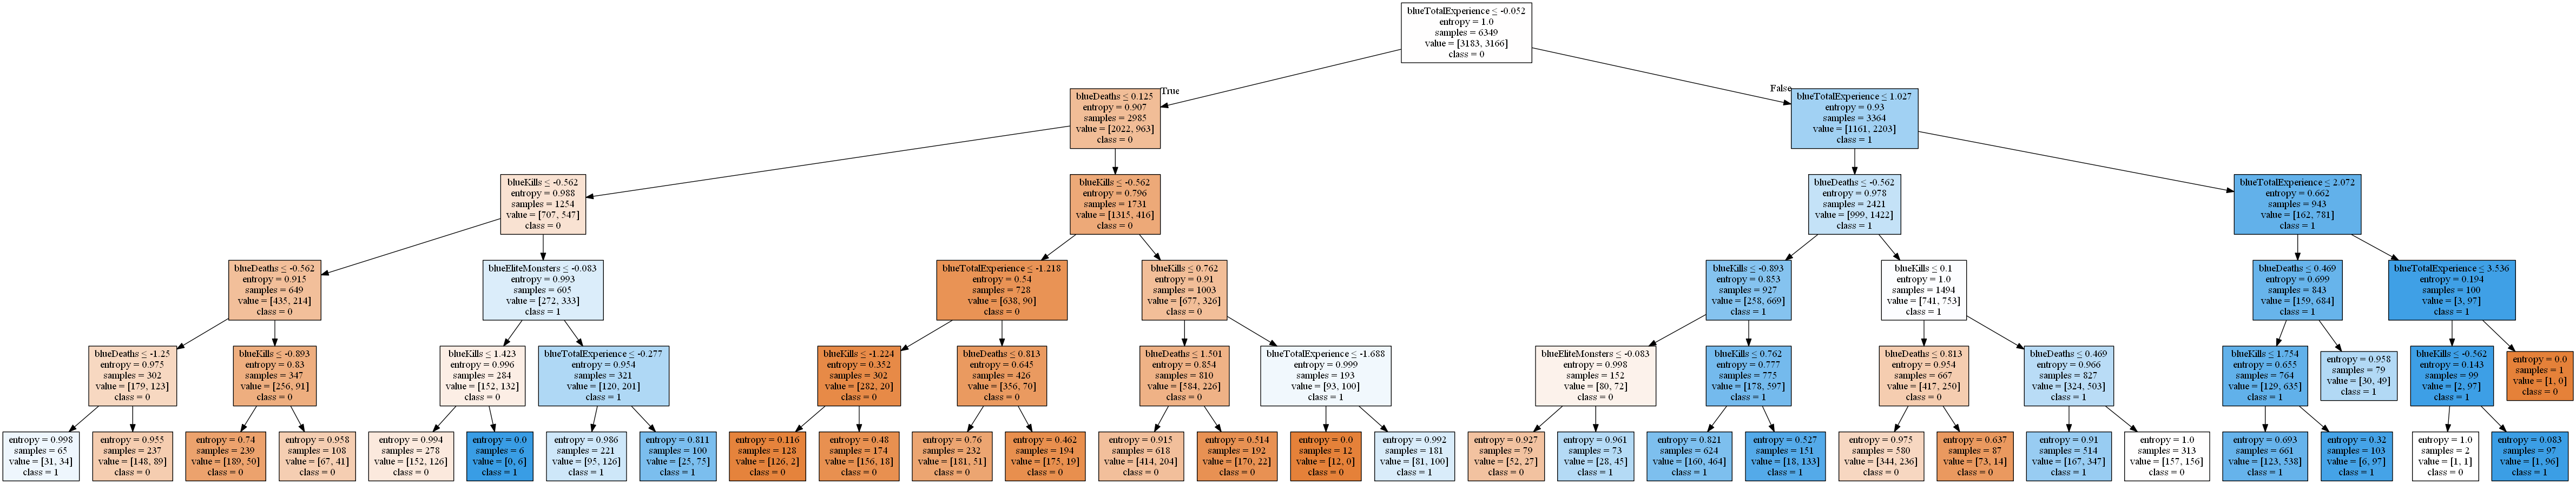 blueTotalExperience ≤ -0.052
entropy = 1.0
samples = 6349
value = [3183, 3166]
class = 0
True
False
blueDeaths ≤ 0.125
entropy = 0.907
samples = 2985
value = [2022, 963]
class = 0
blueTotalExperience ≤ 1.027
entropy = 0.93
samples = 3364
value = [1161, 2203]
class = 1
blueKills ≤ -0.562
entropy = 0.988
samples = 1254
value = [707, 547]
class = 0
blueKills ≤ -0.562
entropy = 0.796
samples = 1731
value = [1315, 416]
class = 0
blueDeaths ≤ -0.562
entropy = 0.978
samples = 2421
value = [999, 1422]
class = 1
blueTotalExperience ≤ 2.072
entropy = 0.662
samples = 943
value = [162, 781]
class = 1
blueDeaths ≤ -0.562
entropy = 0.915
samples = 649
value = [435, 214]
class = 0
blueEliteMonsters ≤ -0.083
entropy = 0.993
samples = 605
value = [272, 333]
class = 1
blueTotalExperience ≤ -1.218
entropy = 0.54
samples = 728
value = [638, 90]
class = 0
blueKills ≤ 0.762
entropy = 0.91
samples = 1003
value = [677, 326]
class = 0
blueKills ≤ -0.893
entropy = 0.853
samples = 927
value = [258, 669]
class = 1
blueKills ≤ 0.1
entropy = 1.0
samples = 1494
value = [741, 753]
class = 1
blueDeaths ≤ 0.469
entropy = 0.699
samples = 843
value = [159, 684]
class = 1
blueTotalExperience ≤ 3.536
entropy = 0.194
samples = 100
value = [3, 97]
class = 1
blueDeaths ≤ -1.25
entropy = 0.975
samples = 302
value = [179, 123]
class = 0
blueKills ≤ -0.893
entropy = 0.83
samples = 347
value = [256, 91]
class = 0
blueKills ≤ 1.423
entropy = 0.996
samples = 284
value = [152, 132]
class = 0
blueTotalExperience ≤ -0.277
entropy = 0.954
samples = 321
value = [120, 201]
class = 1
blueKills ≤ -1.224
entropy = 0.352
samples = 302
value = [282, 20]
class = 0
blueDeaths ≤ 0.813
entropy = 0.645
samples = 426
value = [356, 70]
class = 0
blueDeaths ≤ 1.501
entropy = 0.854
samples = 810
value = [584, 226]
class = 0
blueTotalExperience ≤ -1.688
entropy = 0.999
samples = 193
value = [93, 100]
class = 1
blueEliteMonsters ≤ -0.083
entropy = 0.998
samples = 152
value = [80, 72]
class = 0
blueKills ≤ 0.762
entropy = 0.777
samples = 775
value = [178, 597]
class = 1
blueDeaths ≤ 0.813
entropy = 0.954
samples = 667
value = [417, 250]
class = 0
blueDeaths ≤ 0.469
entropy = 0.966
samples = 827
value = [324, 503]
class = 1
blueKills ≤ 1.754
entropy = 0.655
samples = 764
value = [129, 635]
class = 1
entropy = 0.958
samples = 79
value = [30, 49]
class = 1
blueKills ≤ -0.562
entropy = 0.143
samples = 99
value = [2, 97]
class = 1
entropy = 0.0
samples = 1
value = [1, 0]
class = 0
entropy = 0.998
samples = 65
value = [31, 34]
class = 1
entropy = 0.955
samples = 237
value = [148, 89]
class = 0
entropy = 0.74
samples = 239
value = [189, 50]
class = 0
entropy = 0.958
samples = 108
value = [67, 41]
class = 0
entropy = 0.994
samples = 278
value = [152, 126]
class = 0
entropy = 0.0
samples = 6
value = [0, 6]
class = 1
entropy = 0.986
samples = 221
value = [95, 126]
class = 1
entropy = 0.811
samples = 100
value = [25, 75]
class = 1
entropy = 0.116
samples = 128
value = [126, 2]
class = 0
entropy = 0.48
samples = 174
value = [156, 18]
class = 0
entropy = 0.76
samples = 232
value = [181, 51]
class = 0
entropy = 0.462
samples = 194
value = [175, 19]
class = 0
entropy = 0.915
samples = 618
value = [414, 204]
class = 0
entropy = 0.514
samples = 192
value = [170, 22]
class = 0
entropy = 0.0
samples = 12
value = [12, 0]
class = 0
entropy = 0.992
samples = 181
value = [81, 100]
class = 1
entropy = 0.927
samples = 79
value = [52, 27]
class = 0
entropy = 0.961
samples = 73
value = [28, 45]
class = 1
entropy = 0.821
samples = 624
value = [160, 464]
class = 1
entropy = 0.527
samples = 151
value = [18, 133]
class = 1
entropy = 0.975
samples = 580
value = [344, 236]
class = 0
entropy = 0.637
samples = 87
value = [73, 14]
class = 0
entropy = 0.91
samples = 514
value = [167, 347]
class = 1
entropy = 1.0
samples = 313
value = [157, 156]
class = 0
entropy = 0.693
samples = 661
value = [123, 538]
class = 1
entropy = 0.32
samples = 103
value = [6, 97]
class = 1
entropy = 1.0
samples = 2
value = [1, 1]
class = 0
entropy = 0.083
samples = 97
value = [1, 96]
class = 1